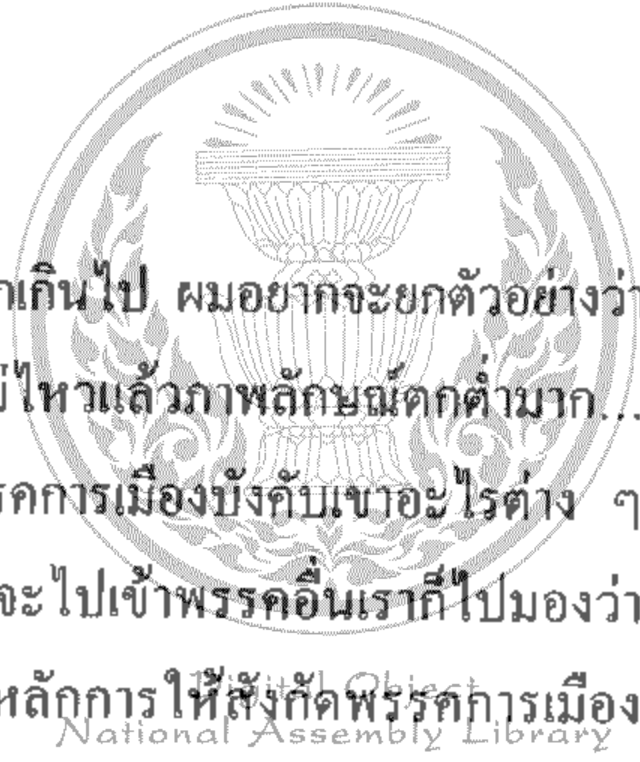 กเกินไป ผมอยากจะยกตัวอย่างว่า
ไหวแล้วภาพลักษณ์ตกต่ำมาก...
รคการเมืองบังคับเขาอะไรต่าง ๆ
จะไปเข้าพรรคอื่นเราก็ไปมองว่า
หลักการให้สังกัดพรรคการเมือง
Digital Object
National Assembly Library